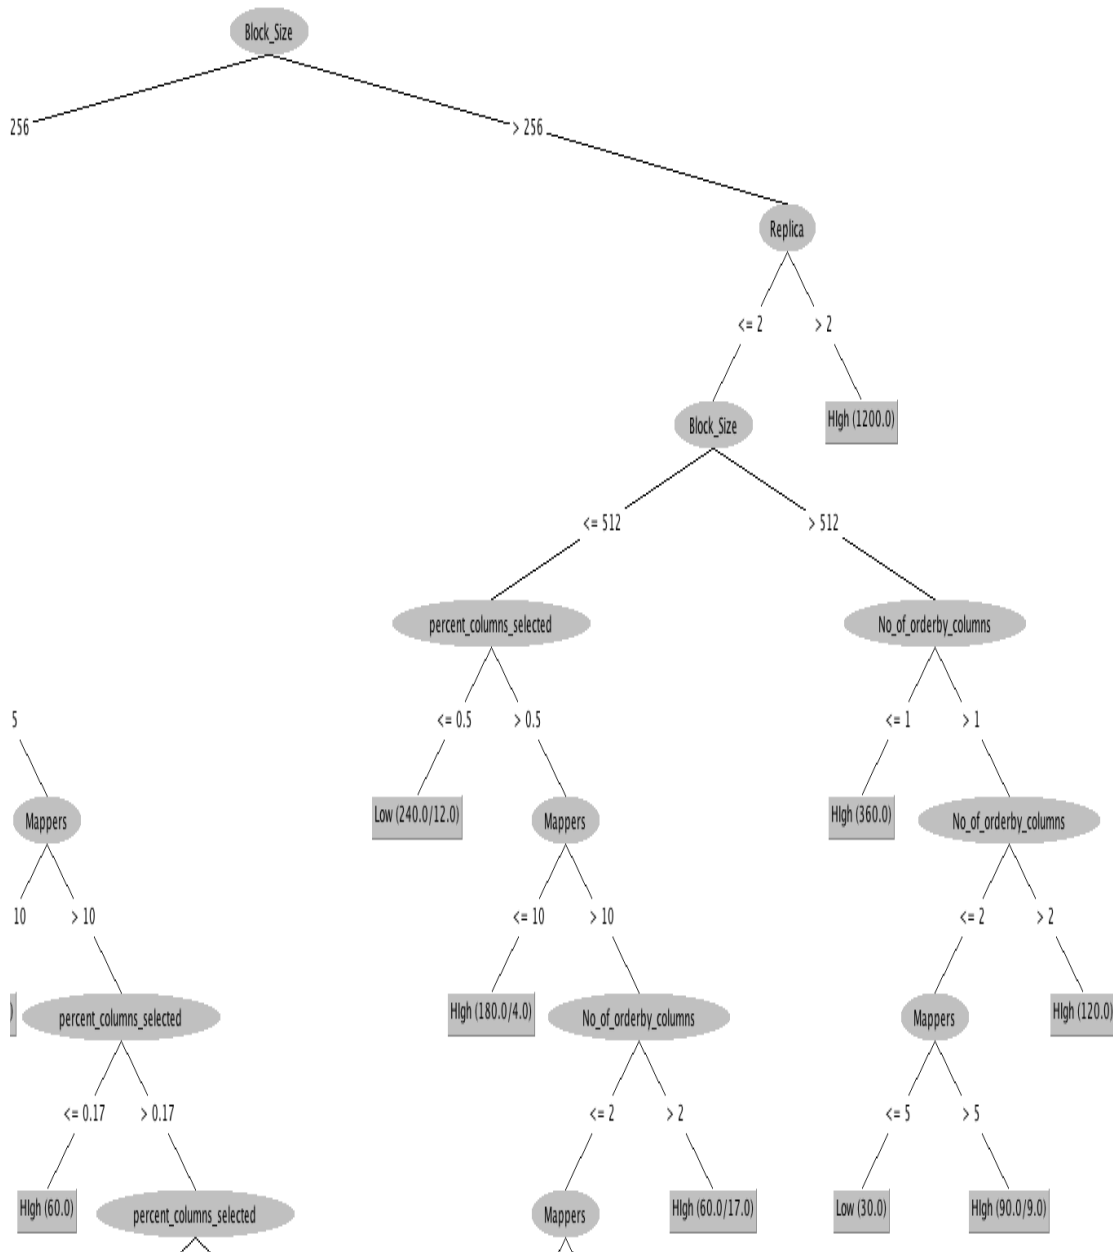 Block_Size
256
> 256
Replica
<= 2
> 2
Block_Size
HIgh (1200.0)
<= 512
> 512
percent_columns_selected
No_of_orderby_columns
5
<= 0.5
> 0.5
<= 1
> 1
Mappers
Low (240.0/12.0)
Mappers
HIgh (360.0)
No_of_orderby_columns
10
> 10
<= 10
> 10
<= 2
> 2
)
percent_columns_selected
HIgh (180.0/4.0)
No_of_orderby_columns
Mappers
HIgh (120.0)
<= 0.17
> 0.17
<= 2
> 2
<= 5
> 5
HIgh (60.0)
percent_columns_selected
Mappers
HIgh (60.0/17.0)
Low (30.0)
HIgh (90.0/9.0)